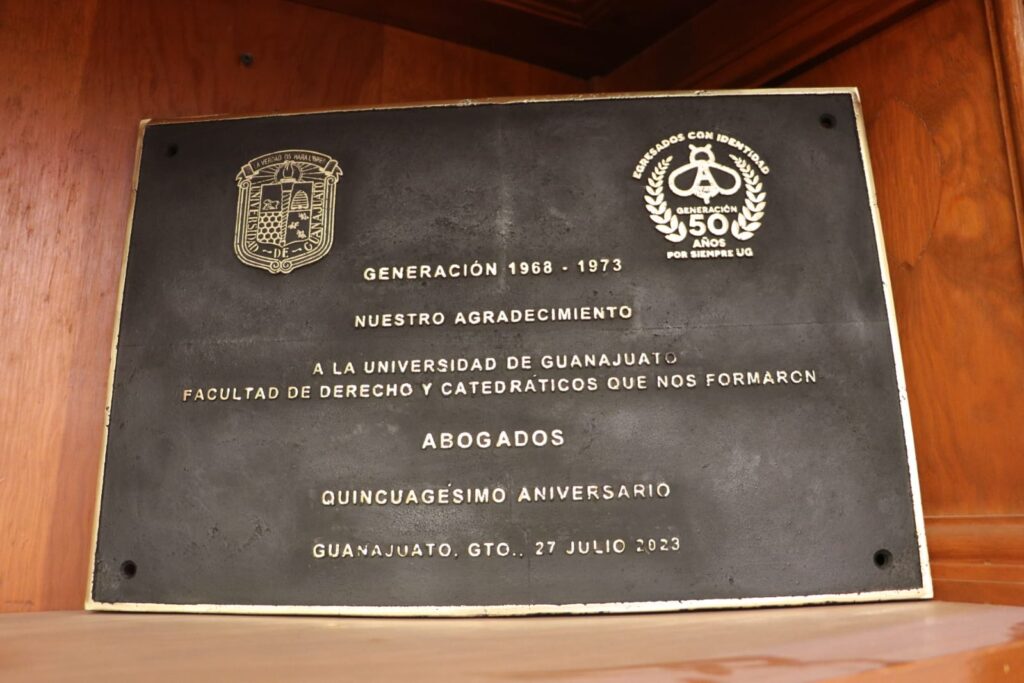 LA VERDAD OS HARA LIBRES
UNIVERSIDAD DE GUANAJUATO
EGRESADOS CON IDENTIDAD
GENERACIÓN
50
AÑOS
POR SIEMPRE UG
GENERACIÓN 1968 - 1973
NUESTRO AGRADECIMIENTO
A LA UNIVERSIDAD DE GUANAJUATO
FACULTAD DE DERECHO Y CATEDRÁTICOS QUE NOS FORMARON
ABOGADOS
QUINCUAGÉSIMO ANIVERSARIO
GUANAJUATO, GTO., 27 JULIO 2023